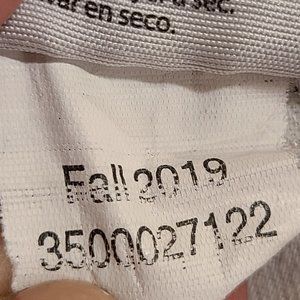 var en seco.
Fall 2019
3500027122